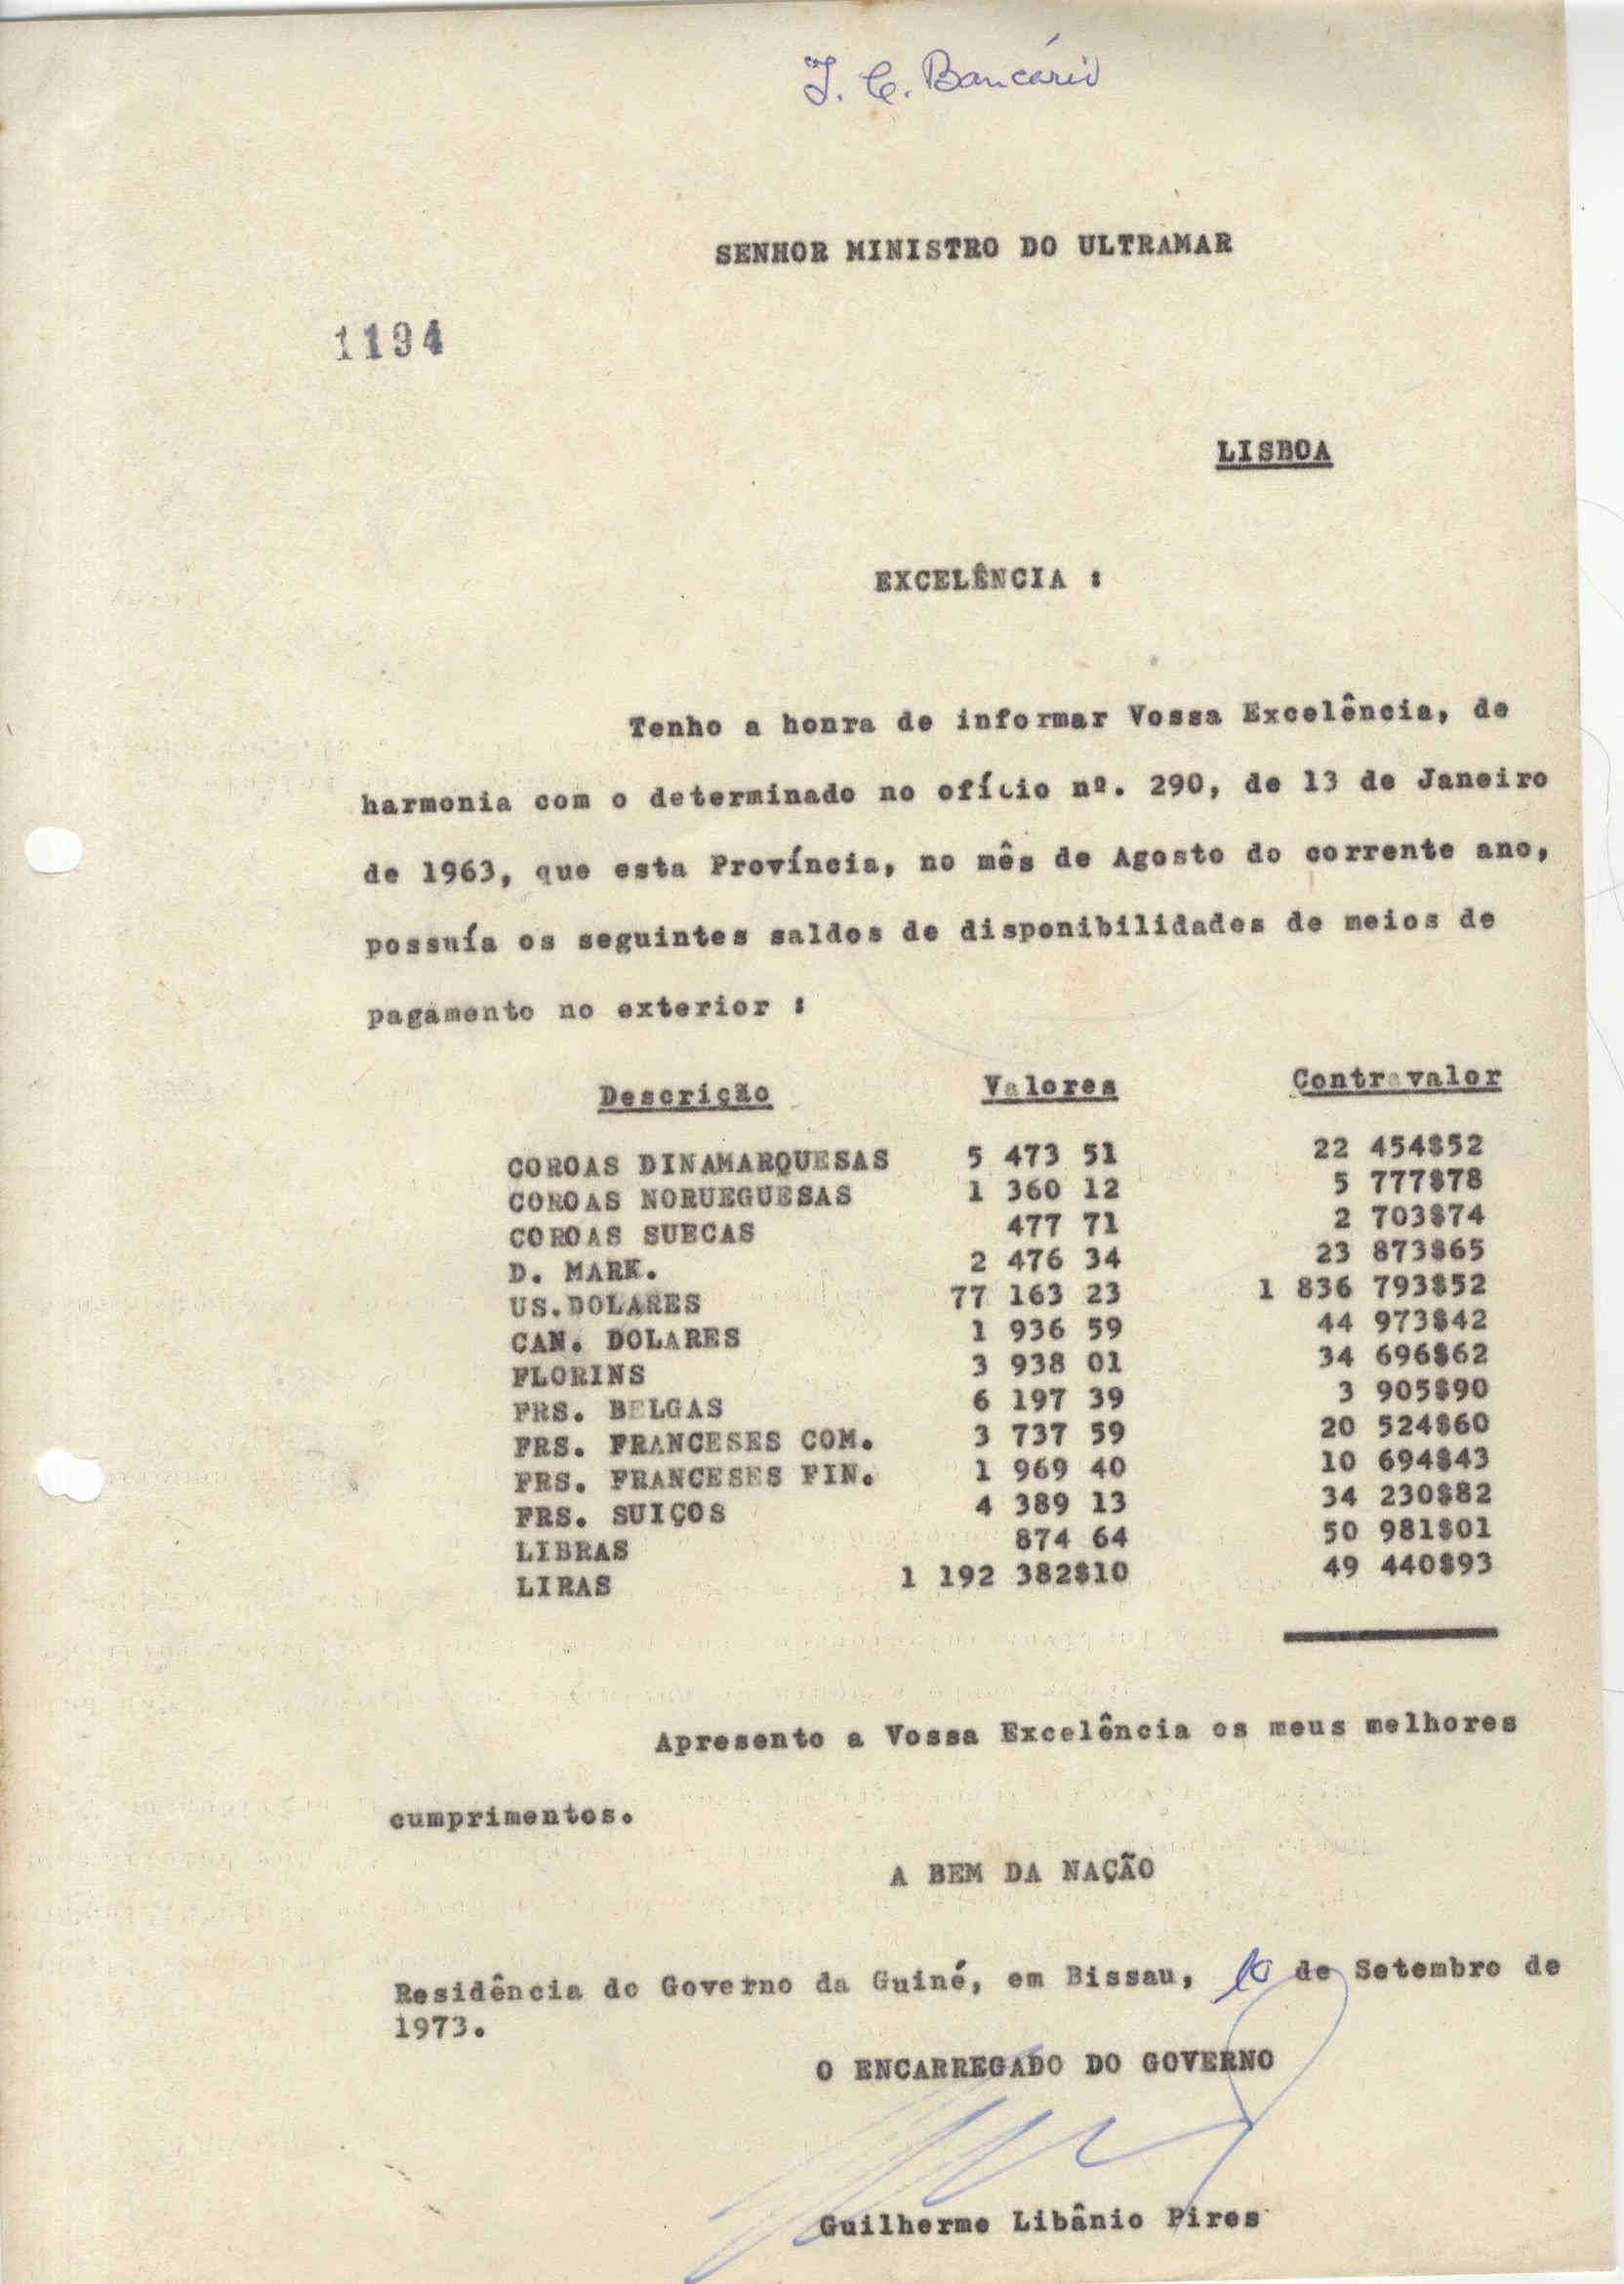 I. C. Bancário
SENHOR MINISTRO DO ULTRAMAR
1194
LISBOA
EXCELÊNCIA :
Tenho a honra de informar Vossa Excelência, de
harmonia com o determinado no ofício nº. 290, de 13 de Janeiro
de 1963, que esta Província, no mês de Agosto do corrente ano,
possuía os seguintes saldos de disponibilidades de meios de
pagamento no exterior :
Descrição Valores Contravalor
COROAS DINAMARQUESAS 5 473 51 22 454$52
COROAS NORUEGUESAS 1 360 12 5 777$78
COROAS SUECAS 477 71 2 703$74
D. MARK. 2 476 34 23 873$65
US.DOLARES 77 163 23 1 836 793$52
CAN. DOLARES 1 936 59 44 973$42
FLORINS 3 938 01 34 696$62
FRS. BELGAS 6 197 39 3 905$90
FRS. FRANCESES COM. 3 737 59 20 524$60
FRS. FRANCESES FIN. 1 969 40 10 694$43
FRS. SUIÇOS 4 389 13 34 230$82
LIBRAS 874 64 50 981$01
LIRAS 1 192 382$10 49 440$93
Apresento a Vossa Excelência os meus melhores
cumprimentos.
A BEM DA NAÇÃO
Residência do Governo da Guiné, em Bissau, 10 de Setembro de
1973.
O ENCARREGADO DO GOVERNO
Guilherme Libânio Pires